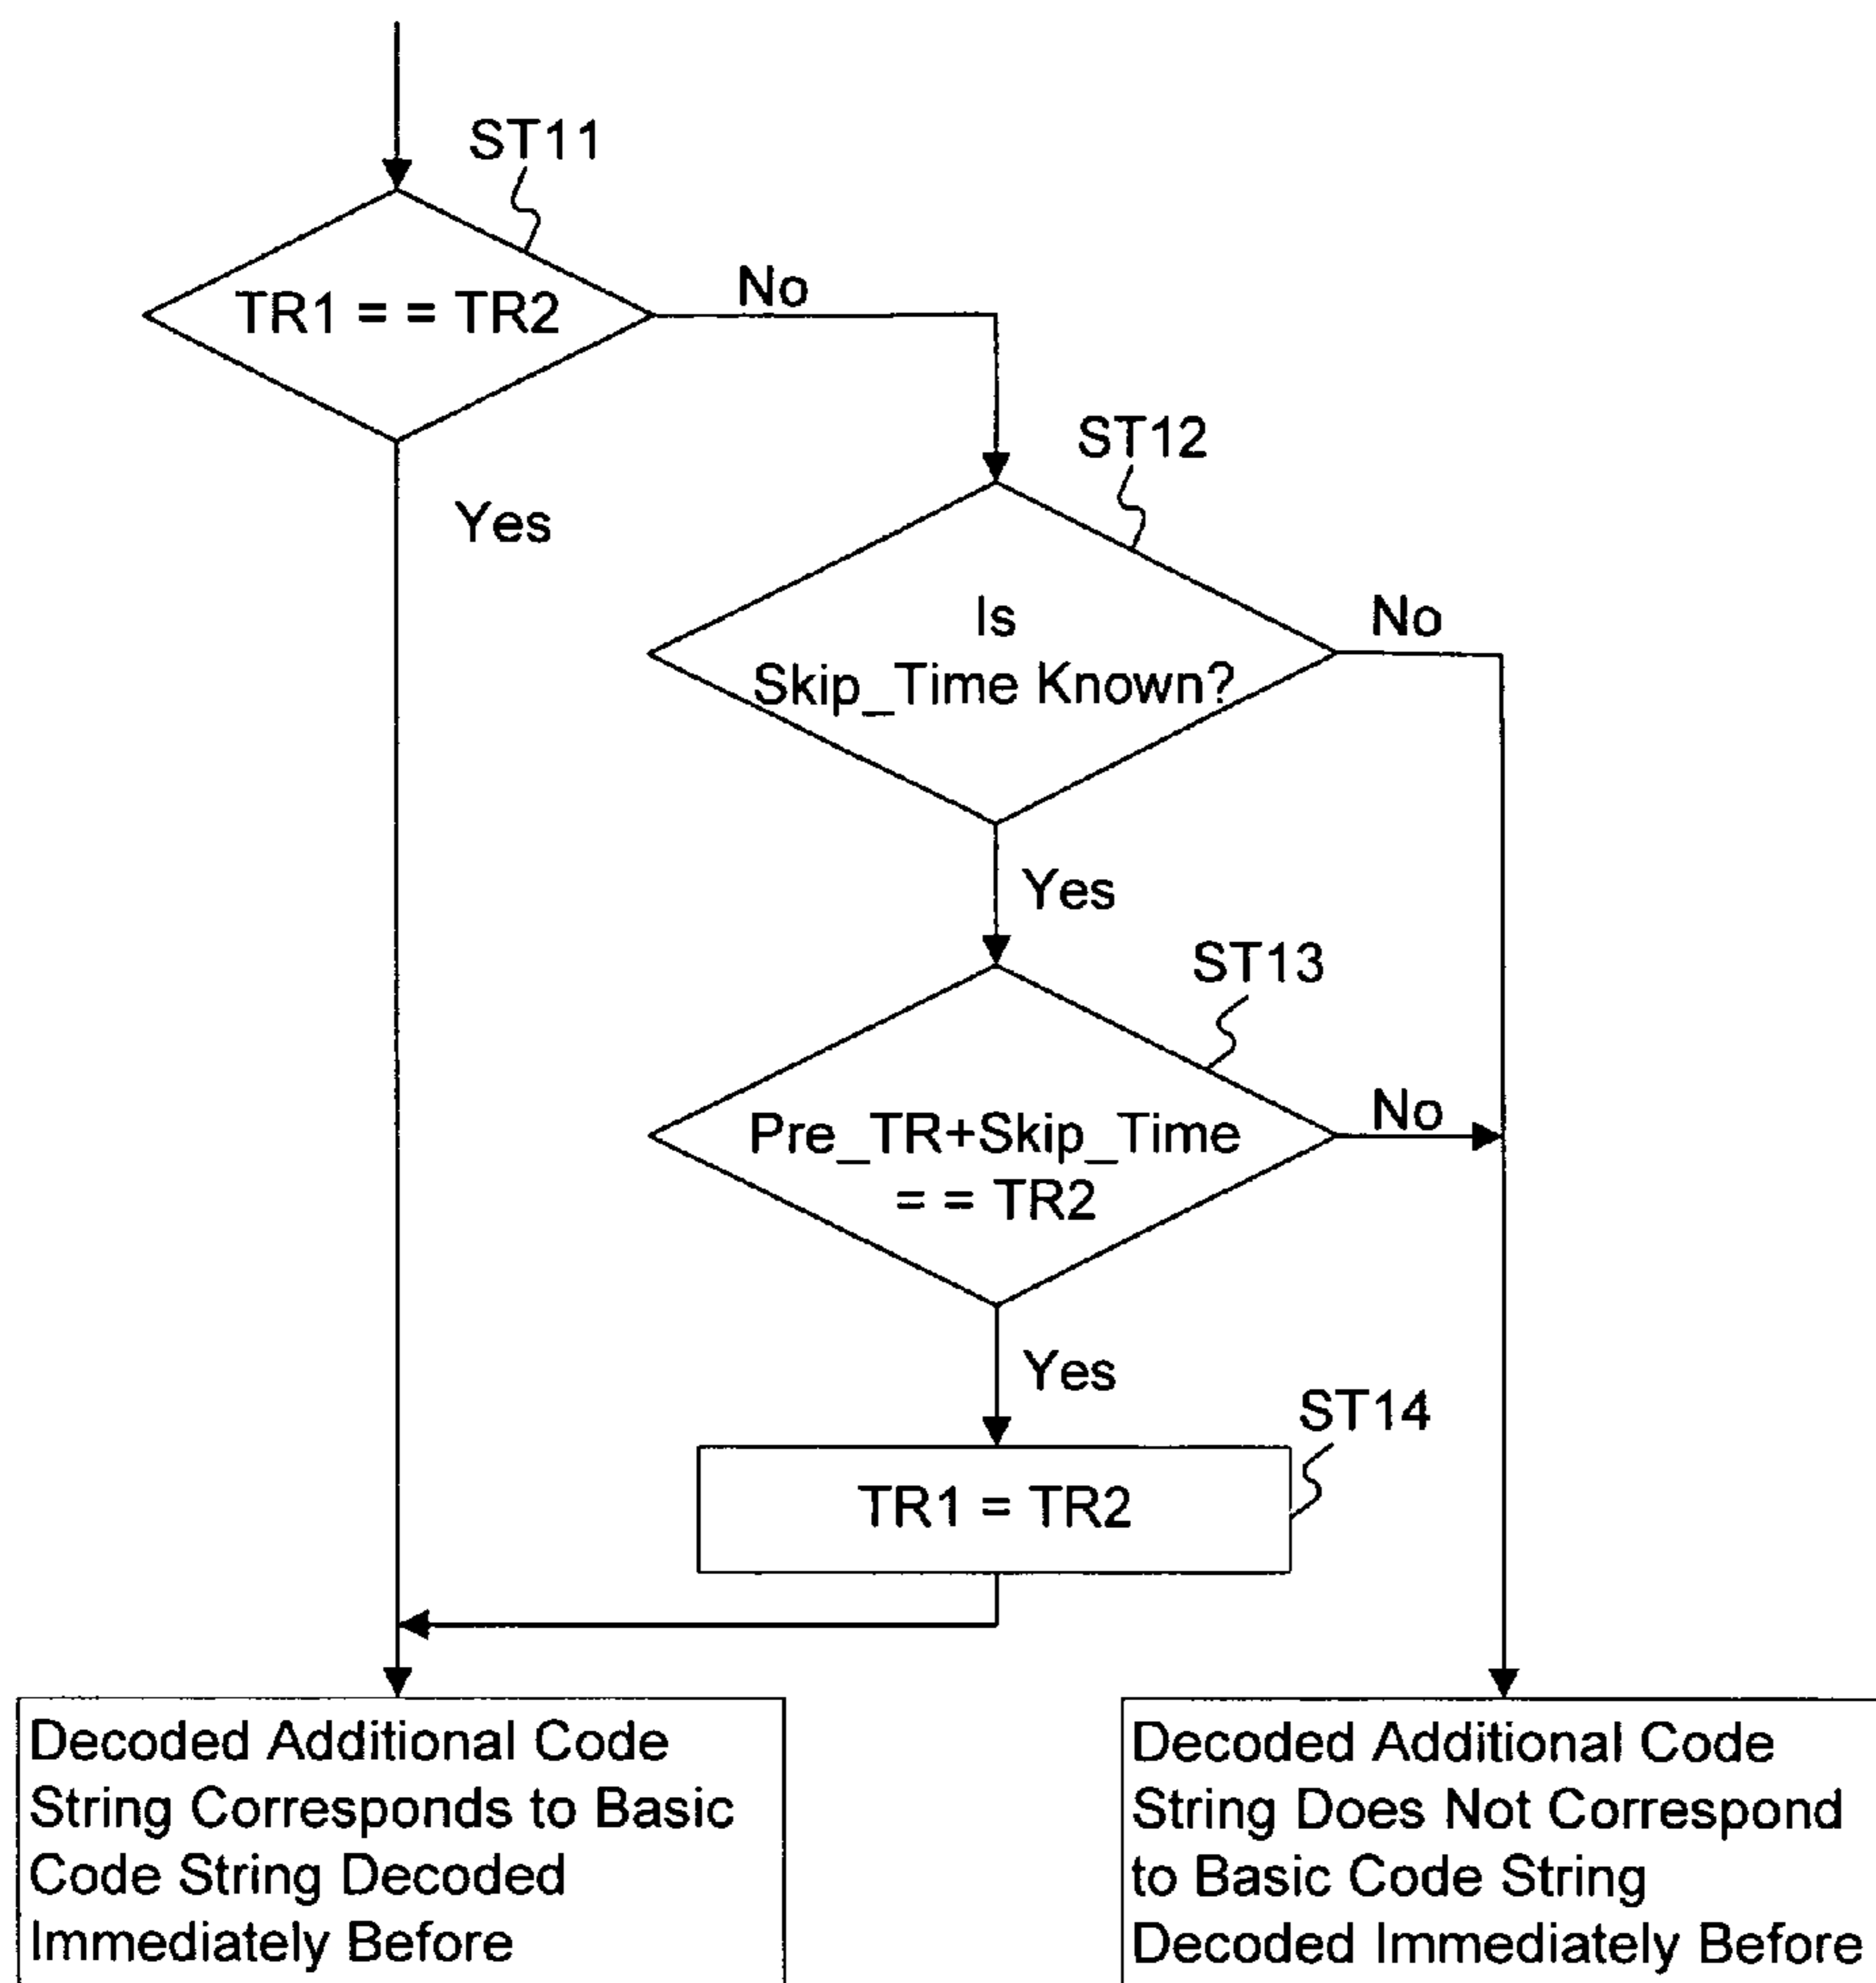 ST11
TR1 = = TR2
No
Yes
ST12
Is
Skip_Time Known?
No
Yes
ST13
Pre_TR+Skip_Time
= = TR2
No
Yes
ST14
TR1 = TR2
Decoded Additional Code
String Corresponds to Basic
Code String Decoded
Immediately Before
Decoded Additional Code
String Does Not Correspond
to Basic Code String
Decoded Immediately Before